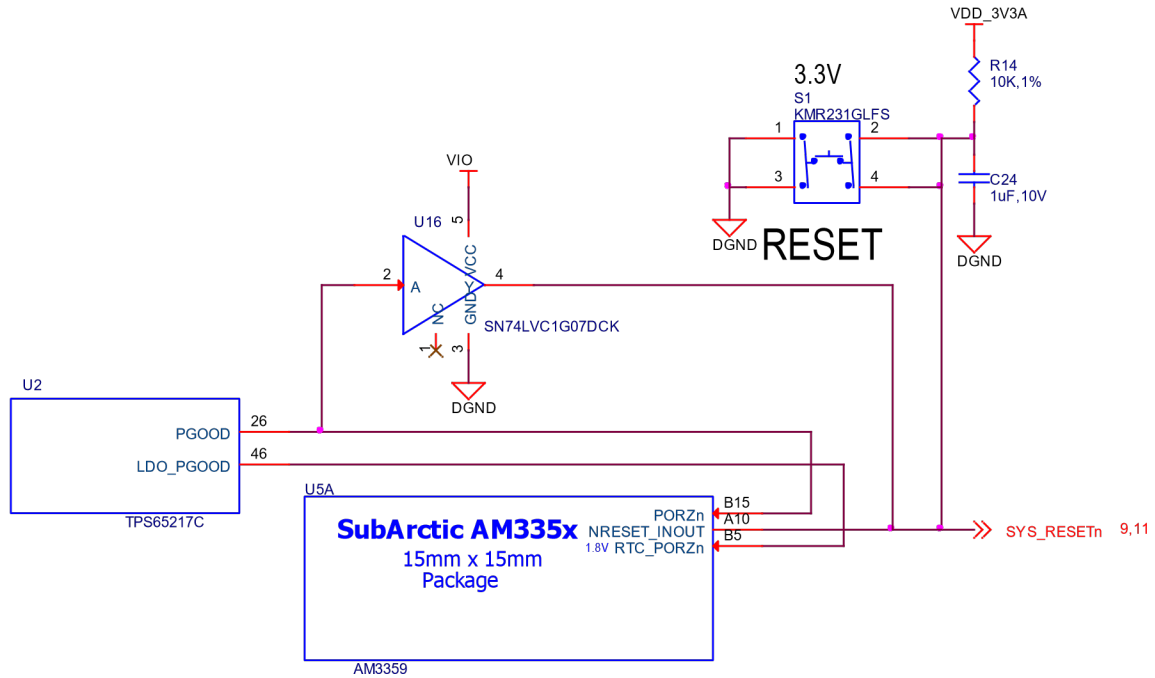 VDD_3V3A
R14
10K,1%
3.3V
S1
KMR231GLFS
1
2
3
4
C24
1uF,10V
DGND
RESET
DGND
VIO
5
U16
VCC
2
A
Y
4
NC
GND
SN74LVC1G07DCK
1
3
DGND
U2
PGOOD
26
LDO_PGOOD
46
TPS65217C
U5A
SubArctic AM335x
15mm x 15mm
Package
PORZn
B15
NRESET_INOUT
A10
1.8V RTC_PORZn
B5
SYS_RESETn 9,11
AM3359